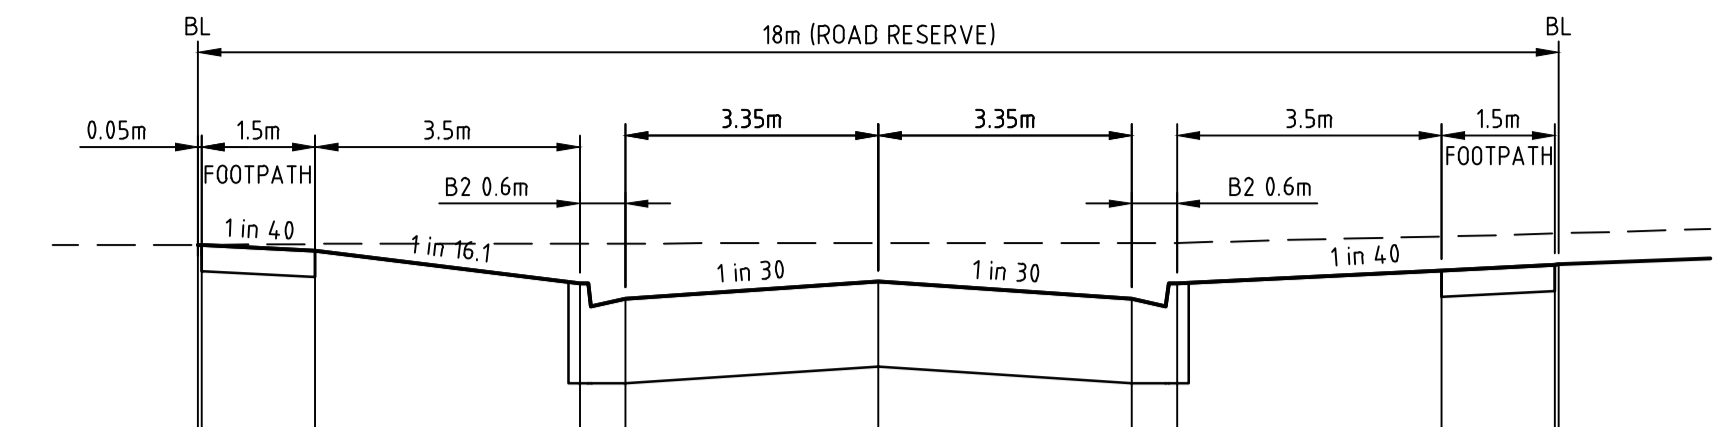 BL
18m (ROAD RESERVE)
BL
0.05m
1.5m
3.5m
3.35m
3.35m
3.5m
1.5m
FOOTPATH
FOOTPATH
B2 0.6m
B2 0.6m
1 in 40
1 in 16.1
1 in 30
1 in 30
1 in 40